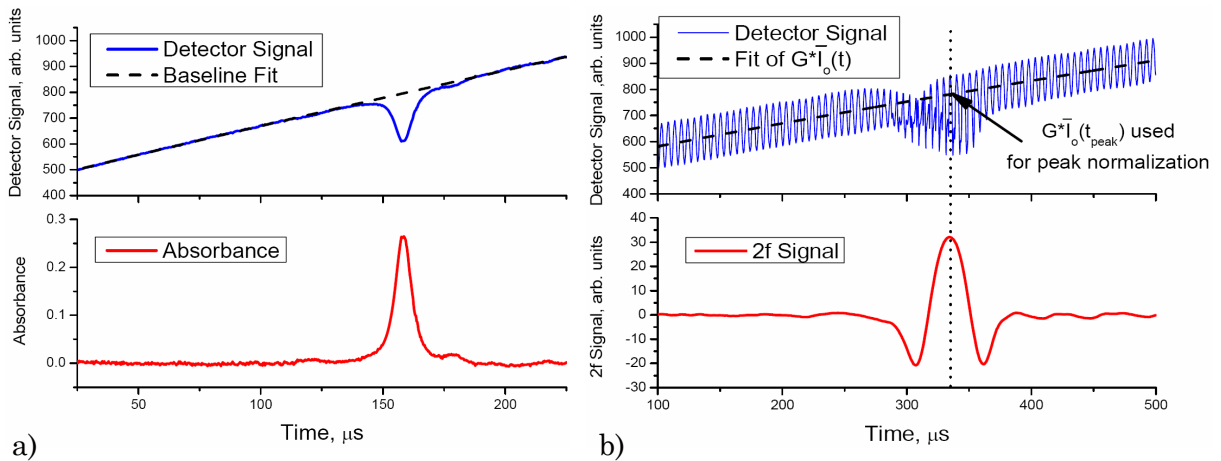 Detector Signal, arb. units
1100
1000
900
800
700
600
500
400
Detector Signal
Baseline Fit
Absorbance
0.3
0.2
0.1
0.0
Absorbance
50
100
150
200
Time, μs
a)
Detector Signal ,arb. units
1100
1000
900
800
700
600
500
400
Detector Signal
Fit of G*I̅o(t)
G*I̅o(tpeak) used
for peak normalization
2f Signal, arb. units
40
30
20
10
0
-10
-20
-30
2f Signal
100
200
300
400
500
Time, μs
b)